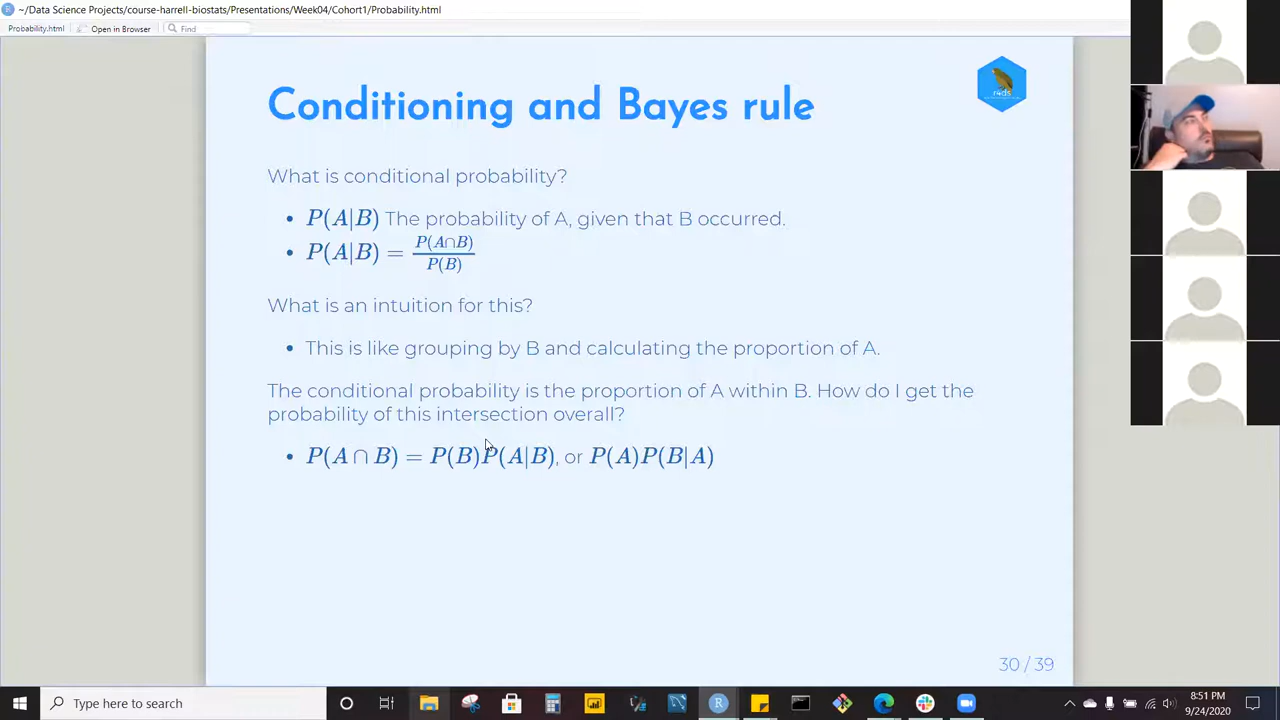 ~/Data Science Projects/course-harrell-biostats/Presentations/Week04/Cohort1/Probability.html
Probability.html
Open in Browser
Find
Conditioning and Bayes rule
r4ds
What is conditional probability?
• P(A|B) The probability of A, given that B occurred.
• P(A|B) = P(A∩B) / P(B)
What is an intuition for this?
• This is like grouping by B and calculating the proportion of A.
The conditional probability is the proportion of A within B. How do I get the
probability of this intersection overall?
• P(A ∩ B) = P(B)P(A|B), or P(A)P(B|A)
30 / 39
Type here to search
8:51 PM
9/24/2020